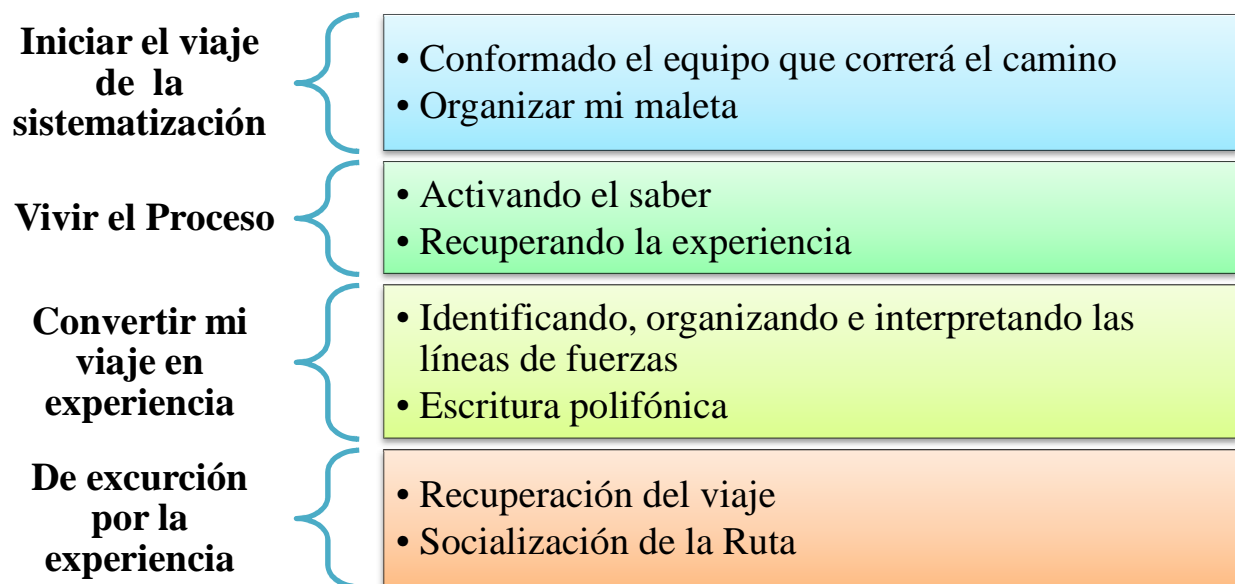 Iniciar el viaje
de la
sistematización
• Conformado el equipo que correrá el camino
• Organizar mi maleta
Vivir el Proceso
• Activando el saber
• Recuperando la experiencia
Convertir mi
viaje en
experiencia
• Identificando, organizando e interpretando las
líneas de fuerzas
• Escritura polifónica
De excurción
por la
experiencia
• Recuperación del viaje
• Socialización de la Ruta